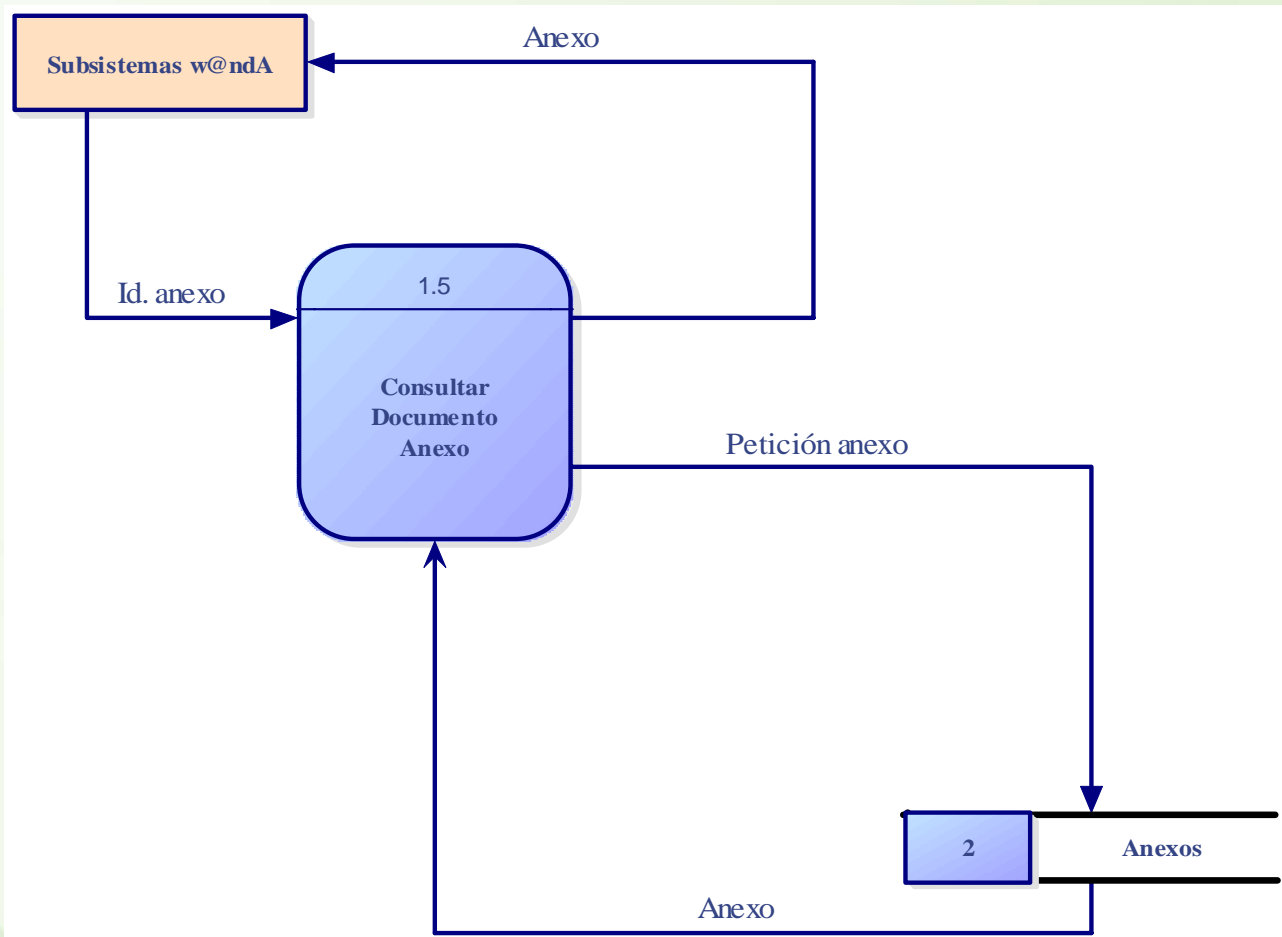 Anexo
Subsistemas w@ndA
Id. anexo
1.5
Consultar
Documento
Anexo
Petición anexo
2
Anexos
Anexo